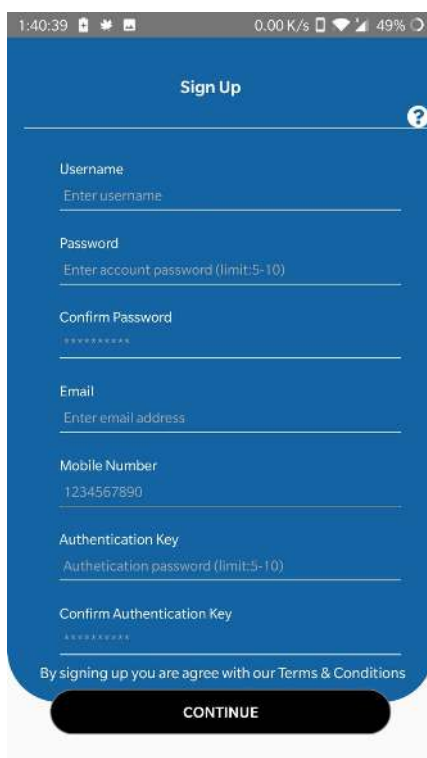 1:40:39 0.00 K/s 49%
Sign Up
?
Username
Enter username
Password
Enter account password (limit:5-10)
Confirm Password
**********
Email
Enter email address
Mobile Number
1234567890
Authentication Key
Authetication password (limit:5-10)
Confirm Authentication Key
**********
By signing up you are agree with our Terms & Conditions
CONTINUE